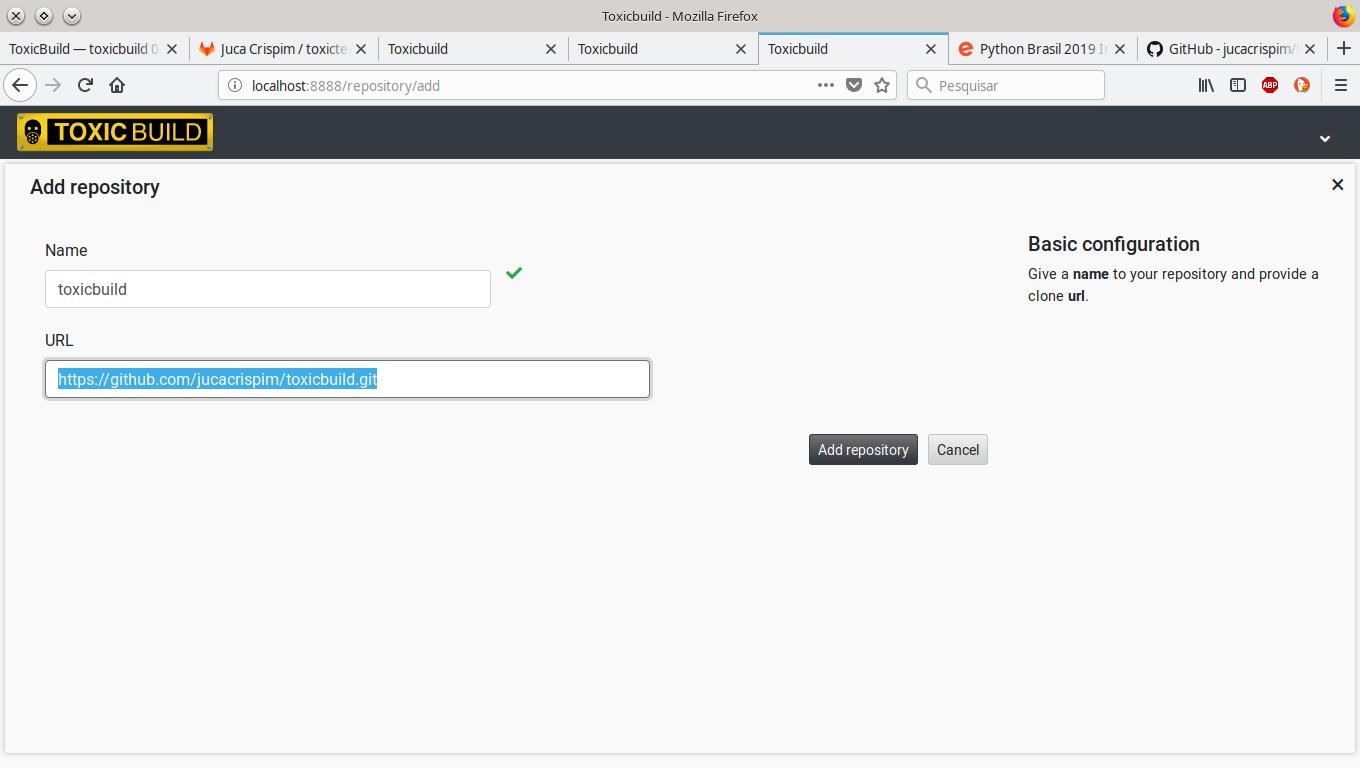 Toxicbuild - Mozilla Firefox
ToxicBuild — toxicbuild 0
Juca Crispim / toxicte
Toxicbuild
Toxicbuild
Toxicbuild
Python Brasil 2019
GitHub - jucacrispim/
localhost:8888/repository/add
Pesquisar
ABP
TOXICBUILD
Add repository
Name
toxicbuild
URL
https://github.com/jucacrispim/toxicbuild.git
Add repository
Cancel
Basic configuration
Give a name to your repository and provide a
clone url.